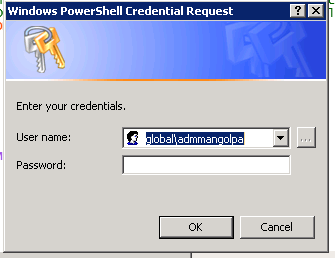 Windows PowerShell Credential Request
Enter your credentials.
User name:
global\admmangolpa
...
Password:
OK
Cancel